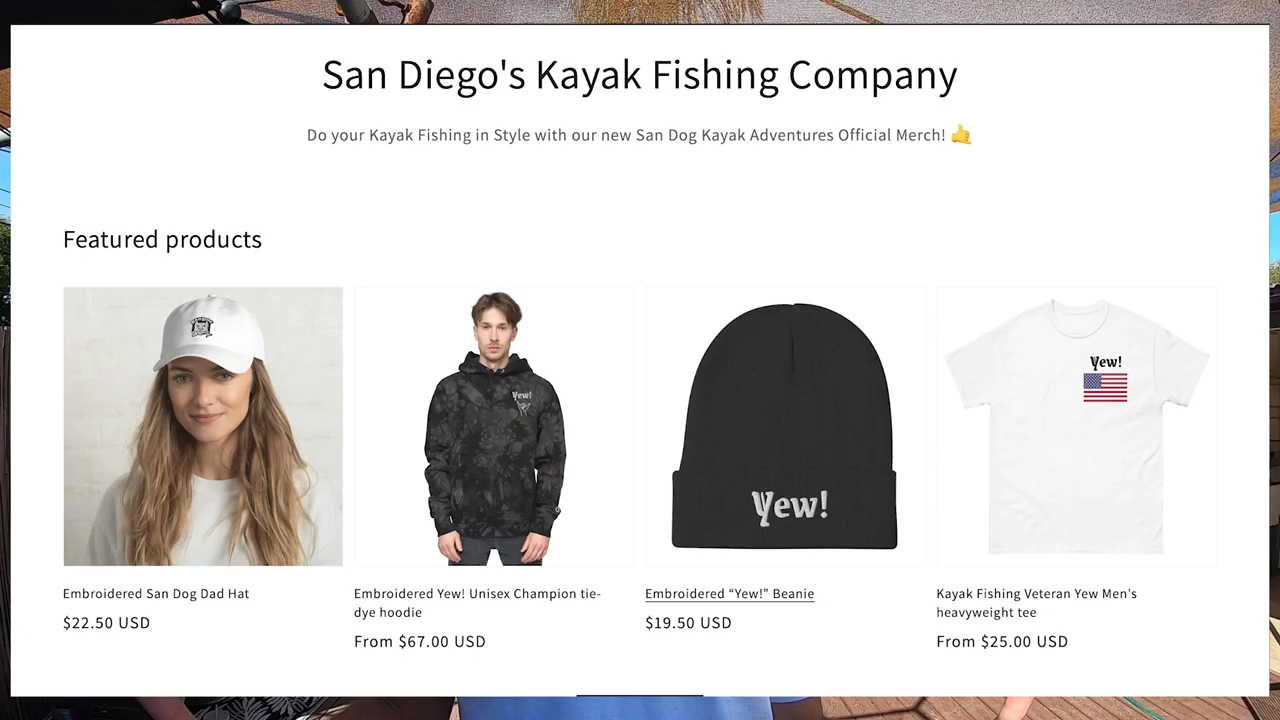 San Diego's Kayak Fishing Company
Do your Kayak Fishing in Style with our new San Dog Kayak Adventures Official Merch! 🤙
Featured products
Yew!
Yew!
Yew!
Embroidered San Dog Dad Hat
$22.50 USD
Embroidered Yew! Unisex Champion tie-
dye hoodie
From $67.00 USD
Embroidered “Yew!” Beanie
$19.50 USD
Kayak Fishing Veteran Yew Men's
heavyweight tee
From $25.00 USD